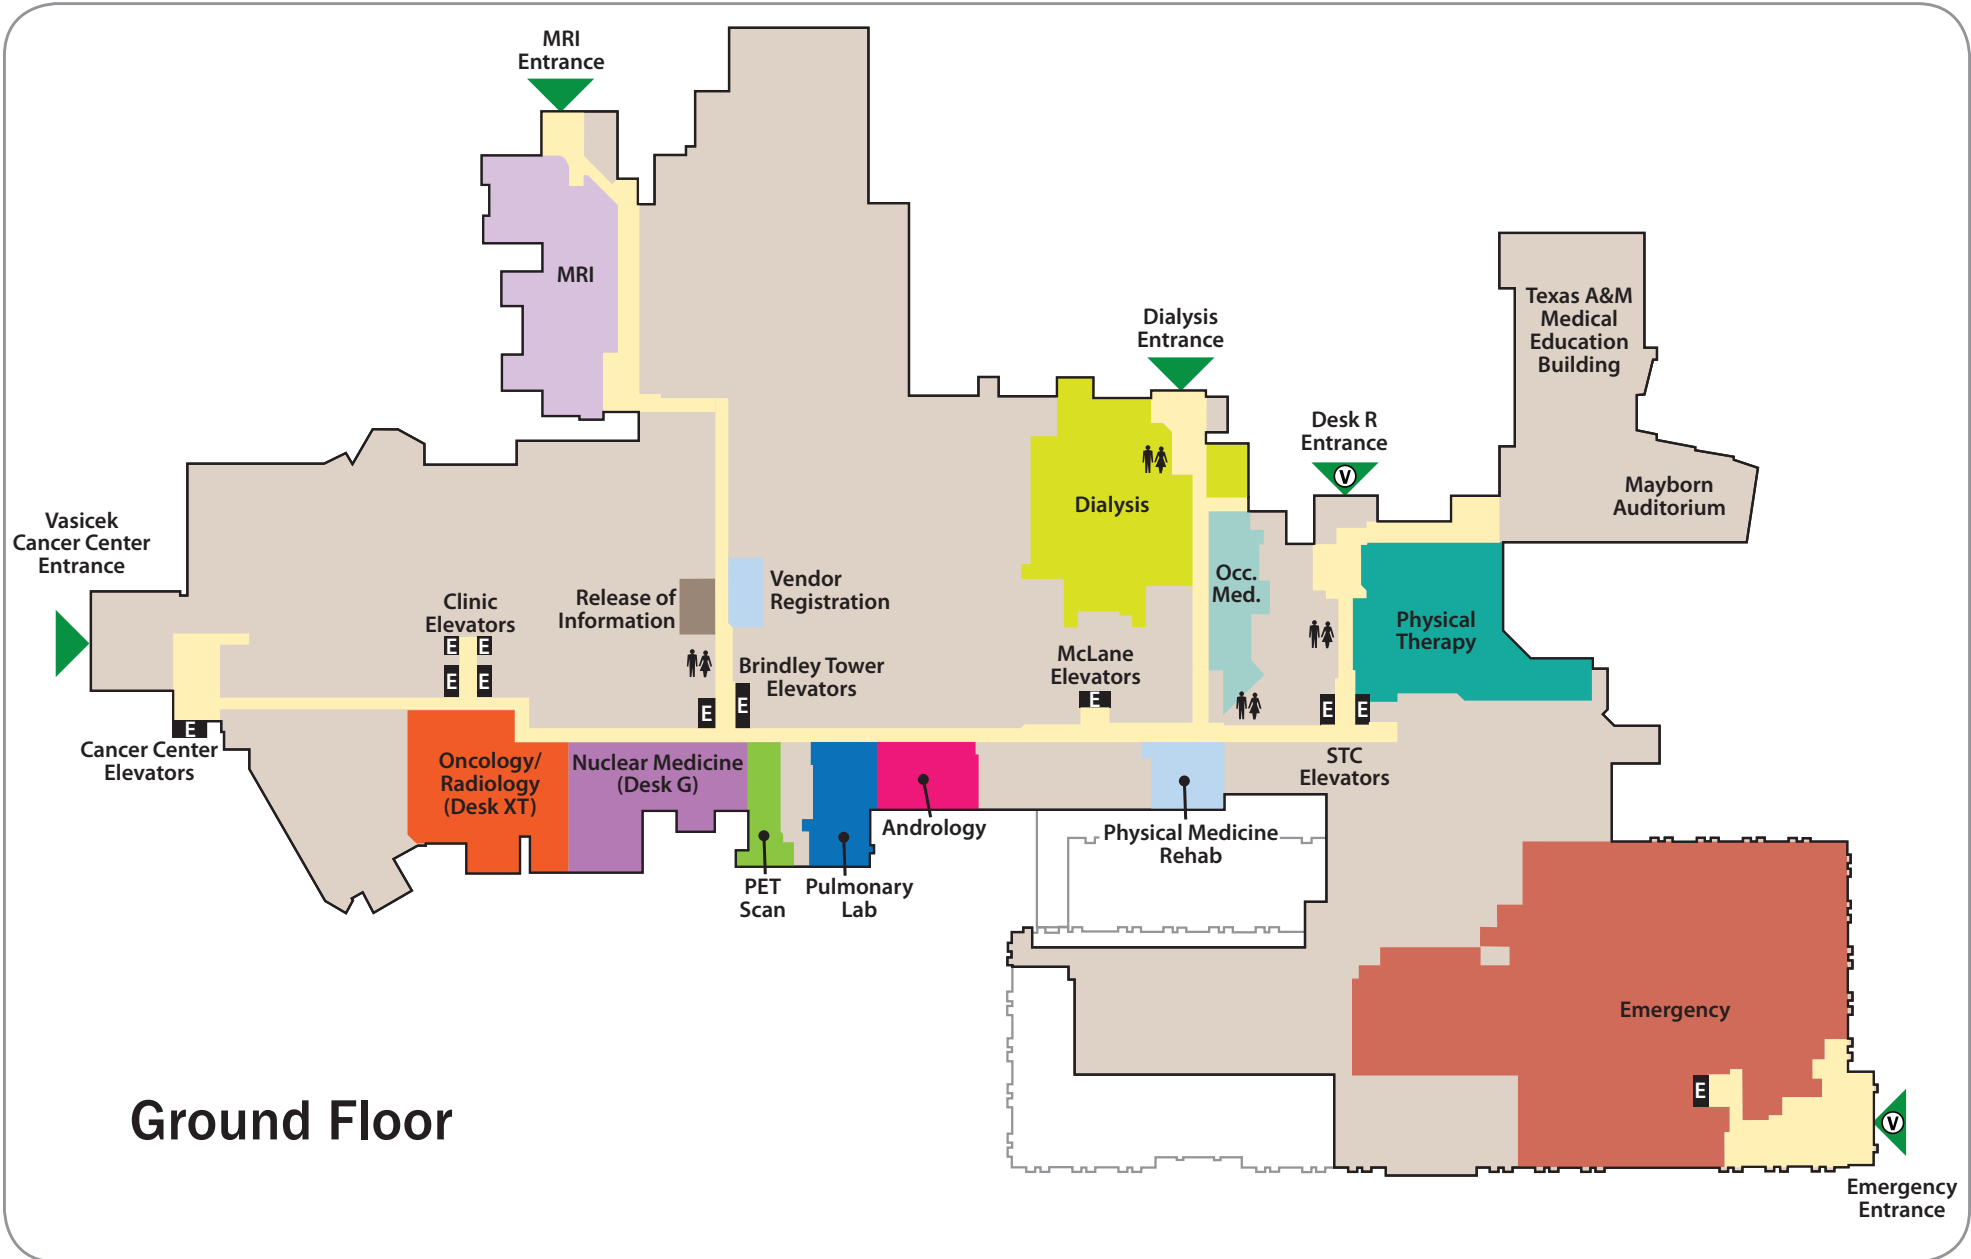 MRI
Entrance
MRI
Dialysis
Entrance
Texas A&M
Medical
Education
Building
Desk R
Entrance
V
Mayborn
Auditorium
Dialysis
Vasicek
Cancer Center
Entrance
Clinic
Elevators
E
E
E
E
Release of
Information
Vendor
Registration
Occ.
Med.
Physical
Therapy
McLane
Elevators
E
Brindley Tower
Elevators
E
E
E
E
STC
Elevators
E
Cancer Center
Elevators
Oncology/
Radiology
(Desk XT)
Nuclear Medicine
(Desk G)
Andrology
Physical Medicine
Rehab
PET
Scan
Pulmonary
Lab
Emergency
E
V
Emergency
Entrance
Ground Floor